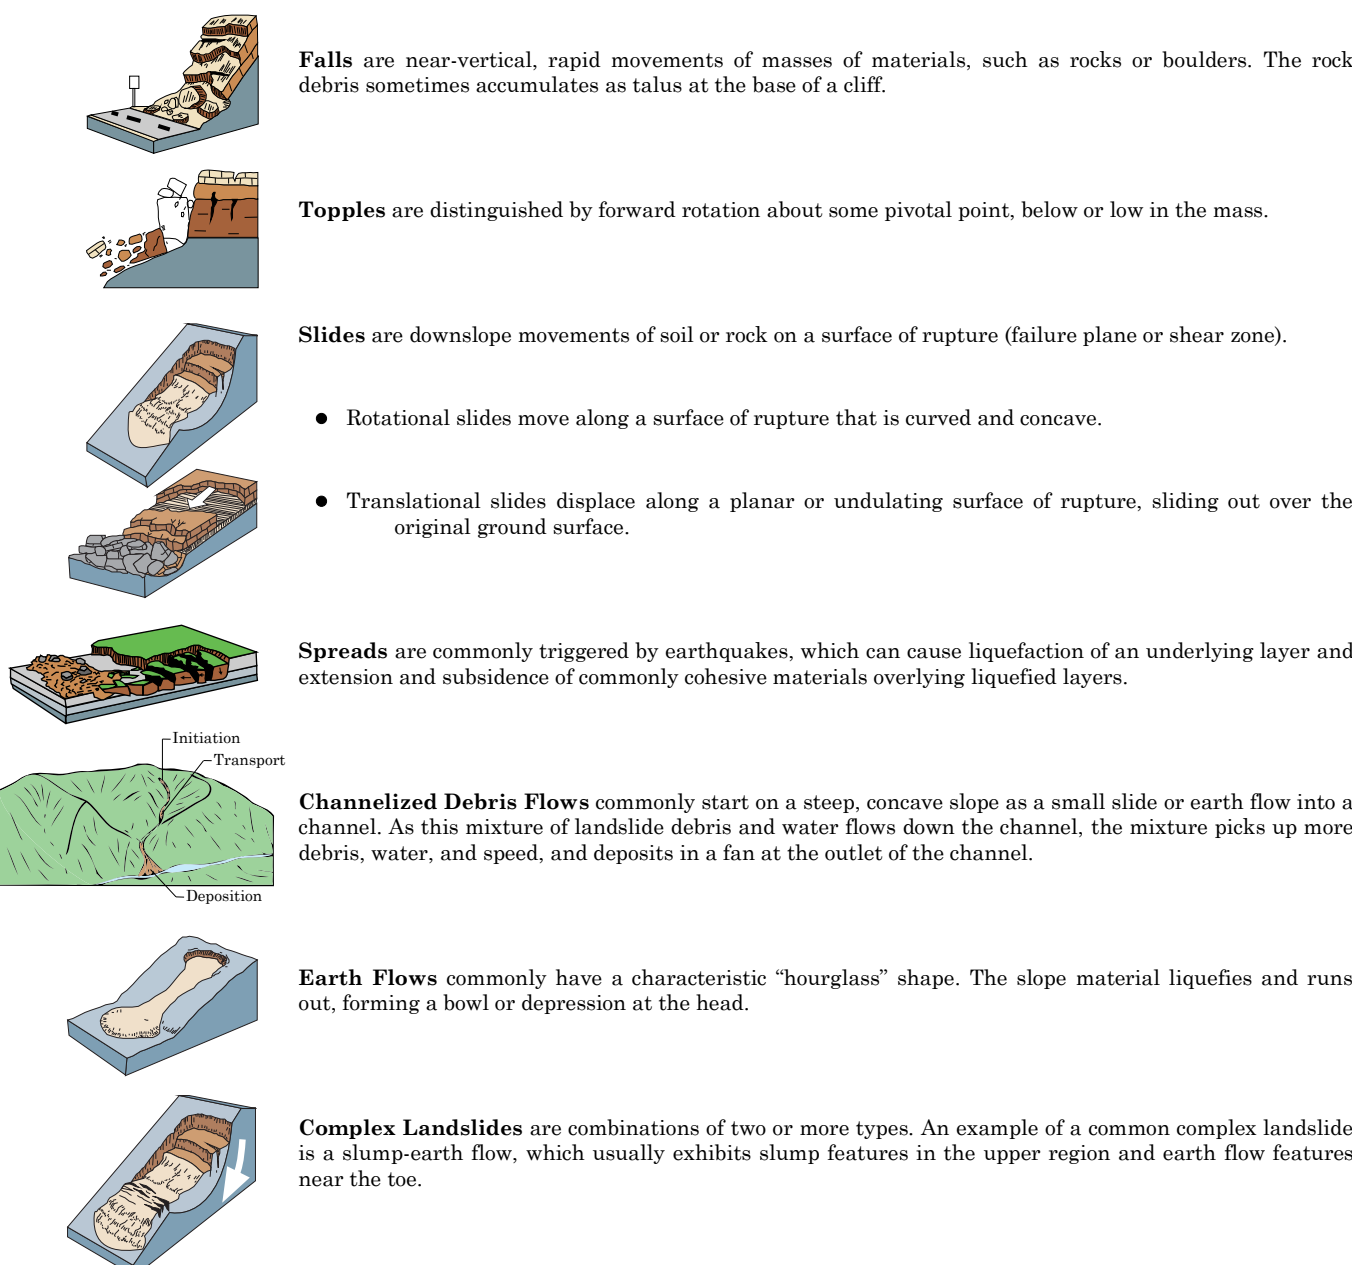 Falls are near-vertical, rapid movements of masses of materials, such as rocks or boulders. The rock
debris sometimes accumulates as talus at the base of a cliff.
Topples are distinguished by forward rotation about some pivotal point, below or low in the mass.
Slides are downslope movements of soil or rock on a surface of rupture (failure plane or shear zone).
● Rotational slides move along a surface of rupture that is curved and concave.
● Translational slides displace along a planar or undulating surface of rupture, sliding out over the
original ground surface.
Spreads are commonly triggered by earthquakes, which can cause liquefaction of an underlying layer and
extension and subsidence of commonly cohesive materials overlying liquefied layers.
Initiation
Transport
Deposition
Channelized Debris Flows commonly start on a steep, concave slope as a small slide or earth flow into a
channel. As this mixture of landslide debris and water flows down the channel, the mixture picks up more
debris, water, and speed, and deposits in a fan at the outlet of the channel.
Earth Flows commonly have a characteristic “hourglass” shape. The slope material liquefies and runs
out, forming a bowl or depression at the head.
Complex Landslides are combinations of two or more types. An example of a common complex landslide
is a slump-earth flow, which usually exhibits slump features in the upper region and earth flow features
near the toe.